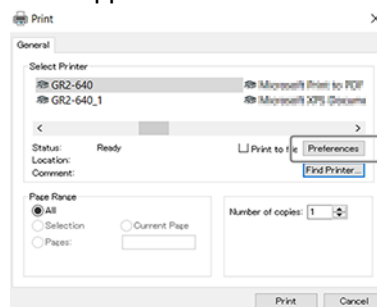 Print
General
Select Printer
GR2-640
GR2-640_1
Microsoft Print to PDF
Microsoft XPS Docume
Status: Ready
Print to fi e
Preferences
Location:
Comment:
Find Printer...
Page Range
All
Selection
Current Page
Pages:
Number of copies: 1
Print
Cancel